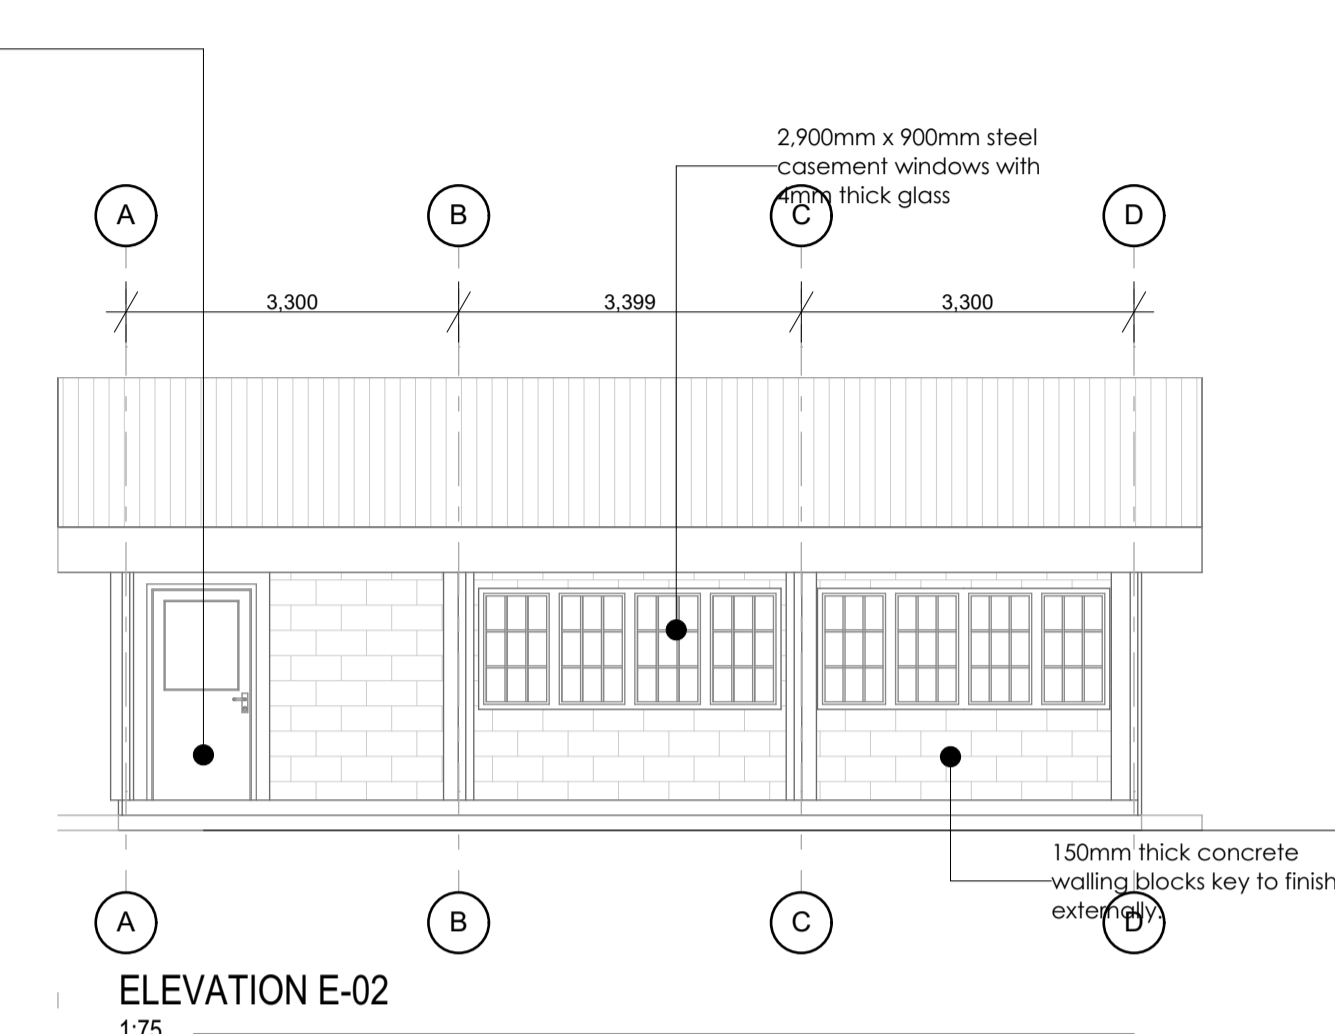 2,900mm x 900mm steel
casement windows with
4mm thick glass
A
B
C
D
3,300
3,399
3,300
150mm thick concrete
walling blocks key to finish
externally.
A
B
C
D
ELEVATION E-02
1:75